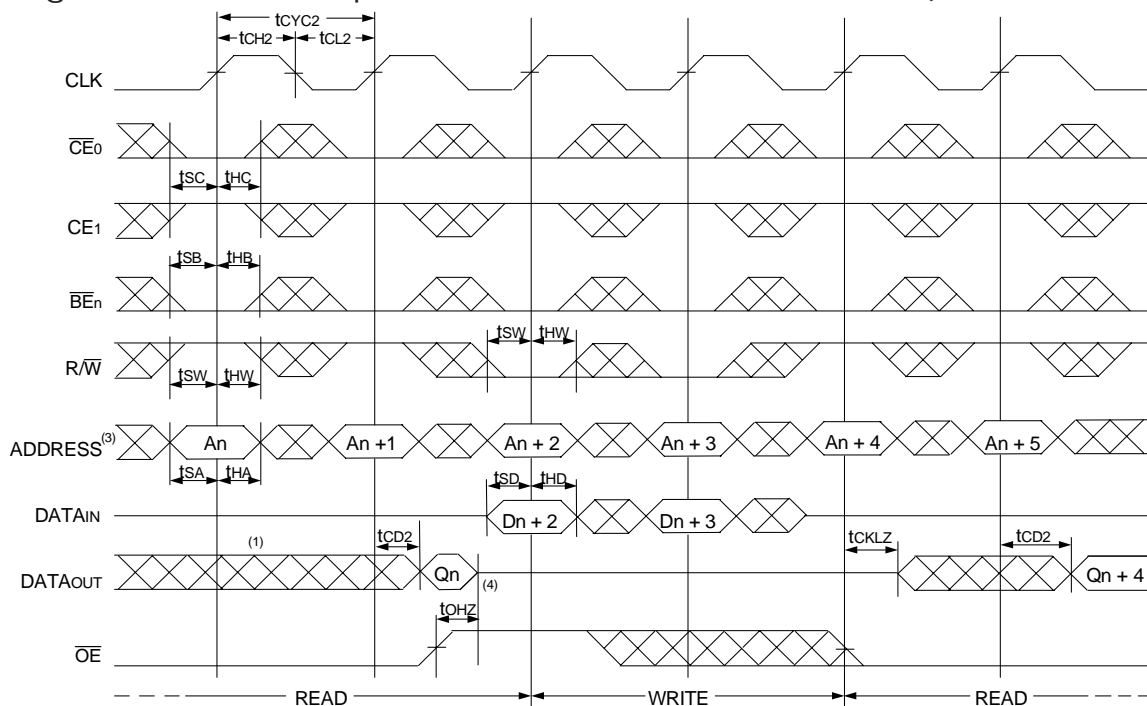 tCYC2
tCH2 tCL2
CLK
CE0
tSC tHC
CE1
tSB tHB
BEn
tSW tHW
R/W
tSW tHW
ADDRESS(3) An An +1 An + 2 An + 3 An + 4 An + 5
tSA tHA tSD tHD
DATAIN Dn + 2 Dn + 3
(1) tCD2 tCKLZ tCD2
DATAOUT Qn (4) Qn + 4
tOHZ
OE
READ WRITE READ